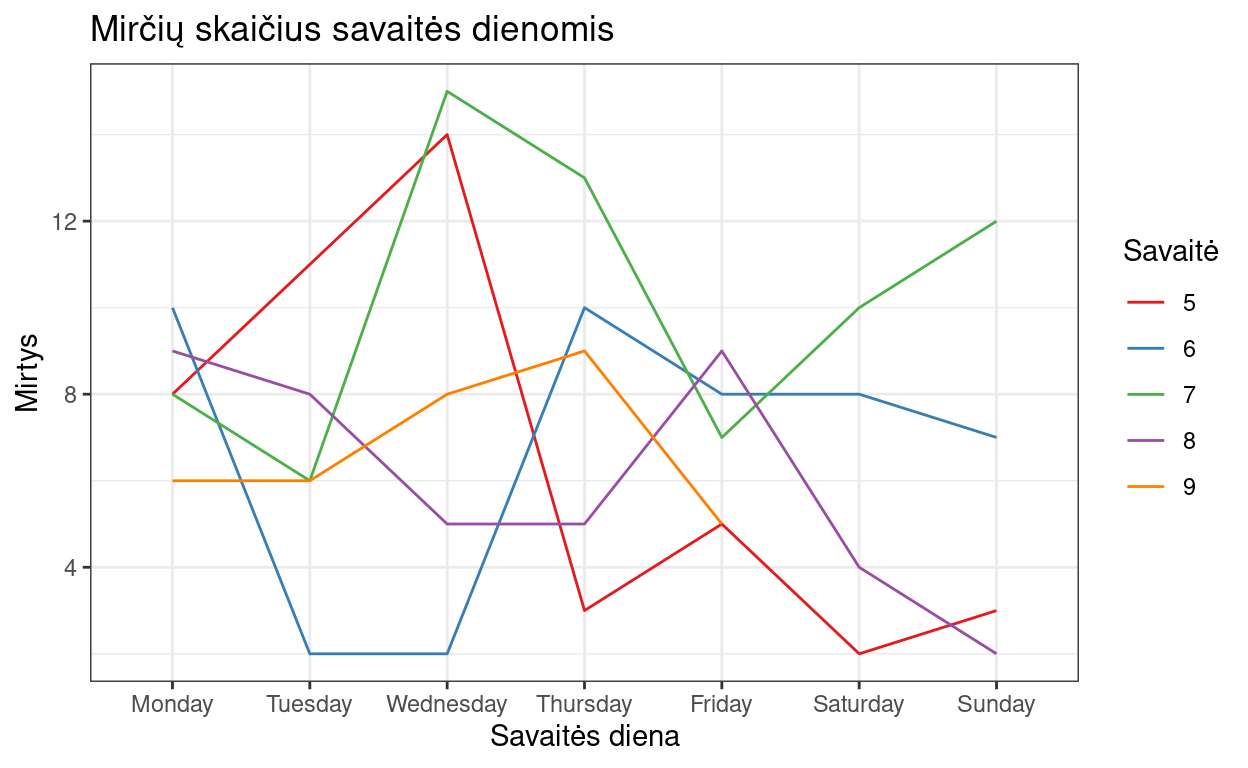 Mirčių skaičius savaitės dienomis
Mirtys
12
8
4
Monday Tuesday Wednesday Thursday Friday Saturday Sunday
Savaitės diena
Savaitė
5
6
7
8
9